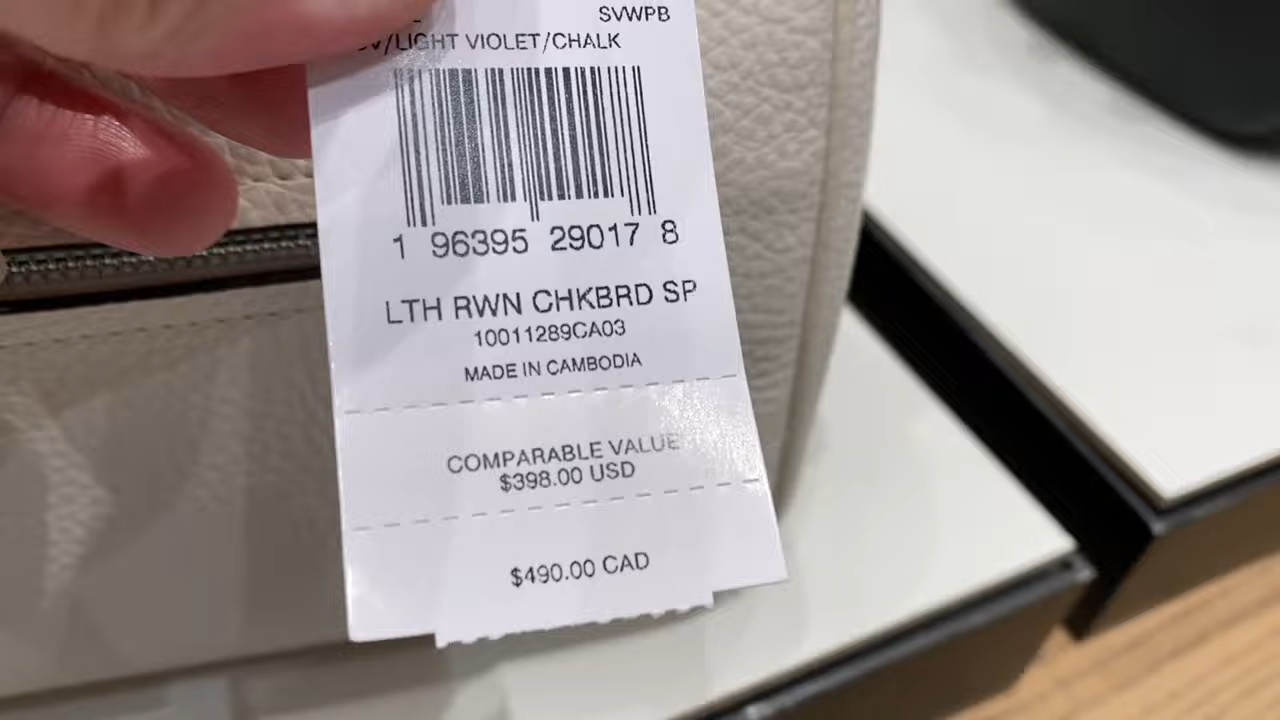 SVWPB
SV/LIGHT VIOLET/CHALK
1 96395 29017 8
LTH RWN CHKBRD SP
10011289CA03
MADE IN CAMBODIA
COMPARABLE VALUE
$398.00 USD
$490.00 CAD